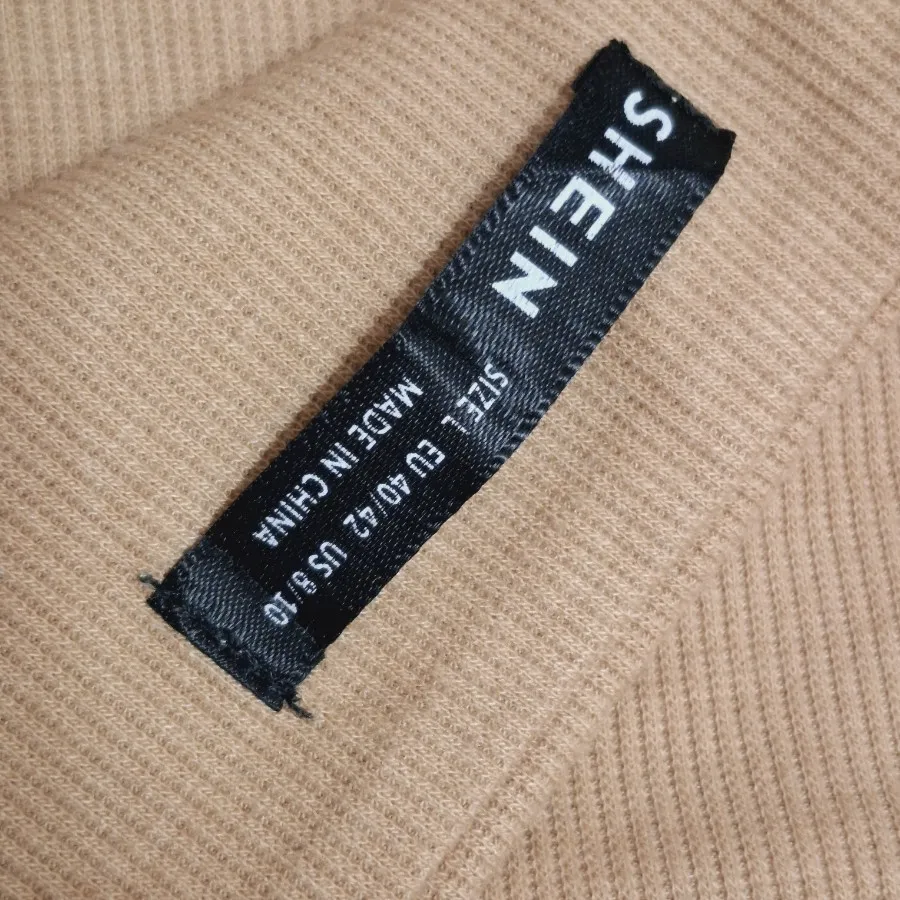 SHEIN
SIZE L EU 40/42 US 8/10
MADE IN CHINA